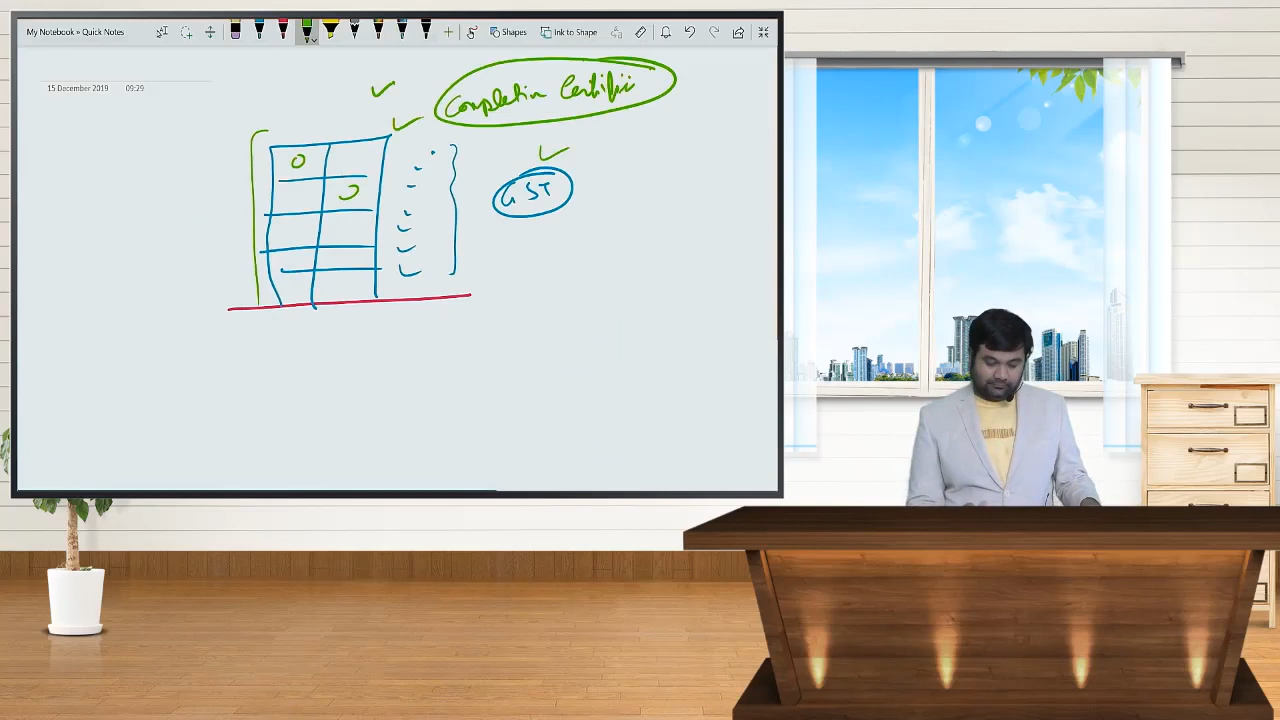 My Notebook » Quick Notes
Shapes
Ink to Shape
15 December 2019 09:29
Completion Certifi
GST